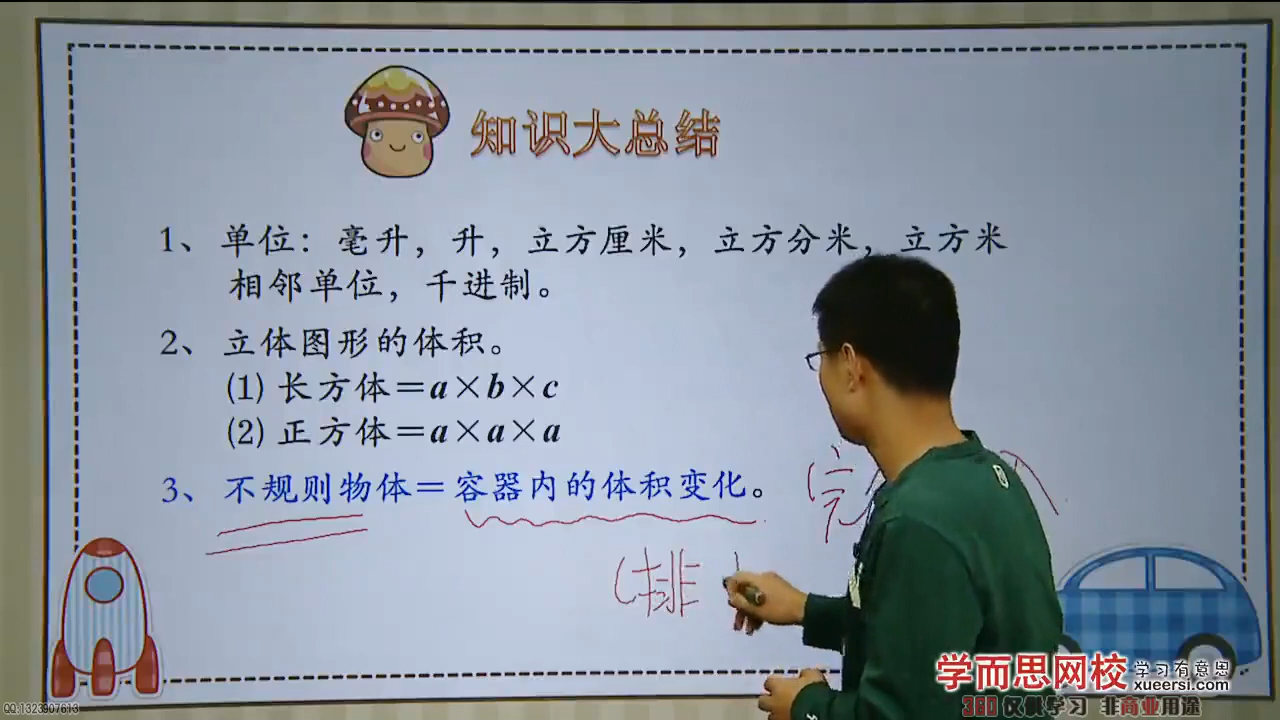 知识大总结
1、单位：毫升，升，立方厘米，立方分米，立方米
相邻单位，千进制。
2、立体图形的体积。
(1) 长方体＝a×b×c
(2) 正方体＝a×a×a
3、不规则物体＝容器内的体积变化。
(完
(排
学而思网校 学习有意思
xueersi.com
360 仅供学习 非商业用途
QQ:1323907613